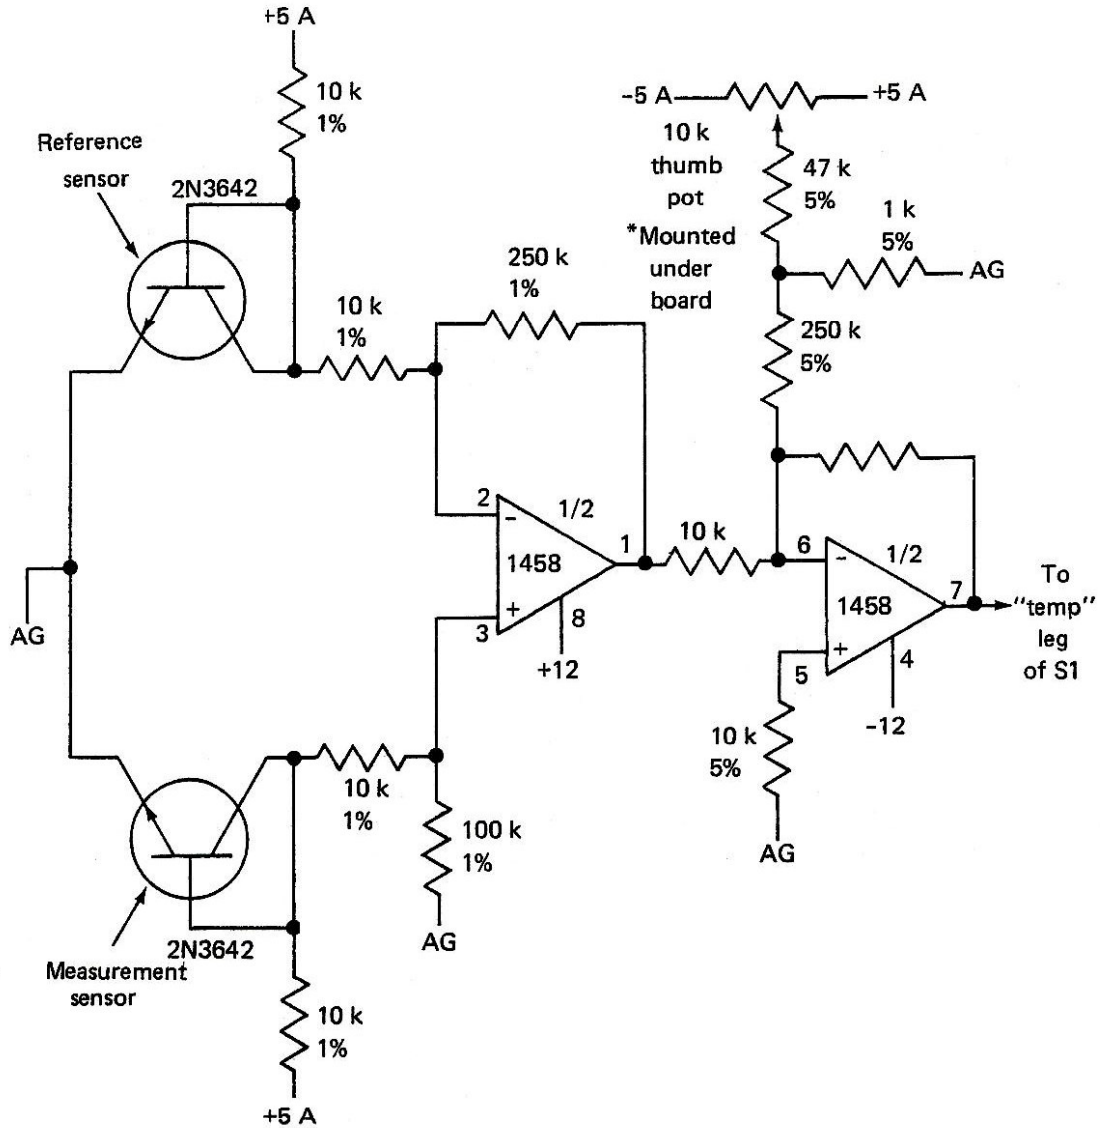 +5 A
10 k
1%
Reference
sensor
2N3642
-5 A
+5 A
10 k
thumb
pot
*Mounted
under
board
47 k
5%
1 k
5%
AG
250 k
1%
10 k
1%
250 k
5%
2
-
1/2
1458
1
+
3
8
+12
10 k
6
-
1/2
1458
7
+
5
4
-12
To
"temp"
leg
of S1
AG
10 k
5%
AG
10 k
1%
100 k
1%
AG
2N3642
Measurement
sensor
10 k
1%
+5 A